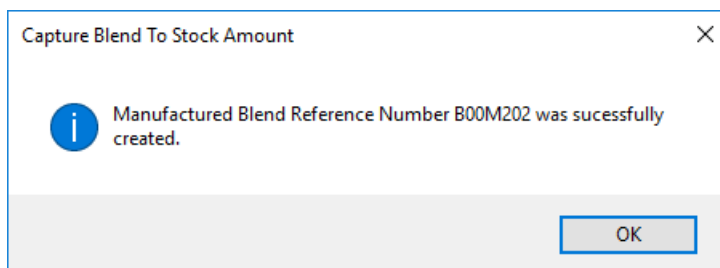 Capture Blend To Stock Amount
Manufactured Blend Reference Number B00M202 was sucessfully
created.
OK